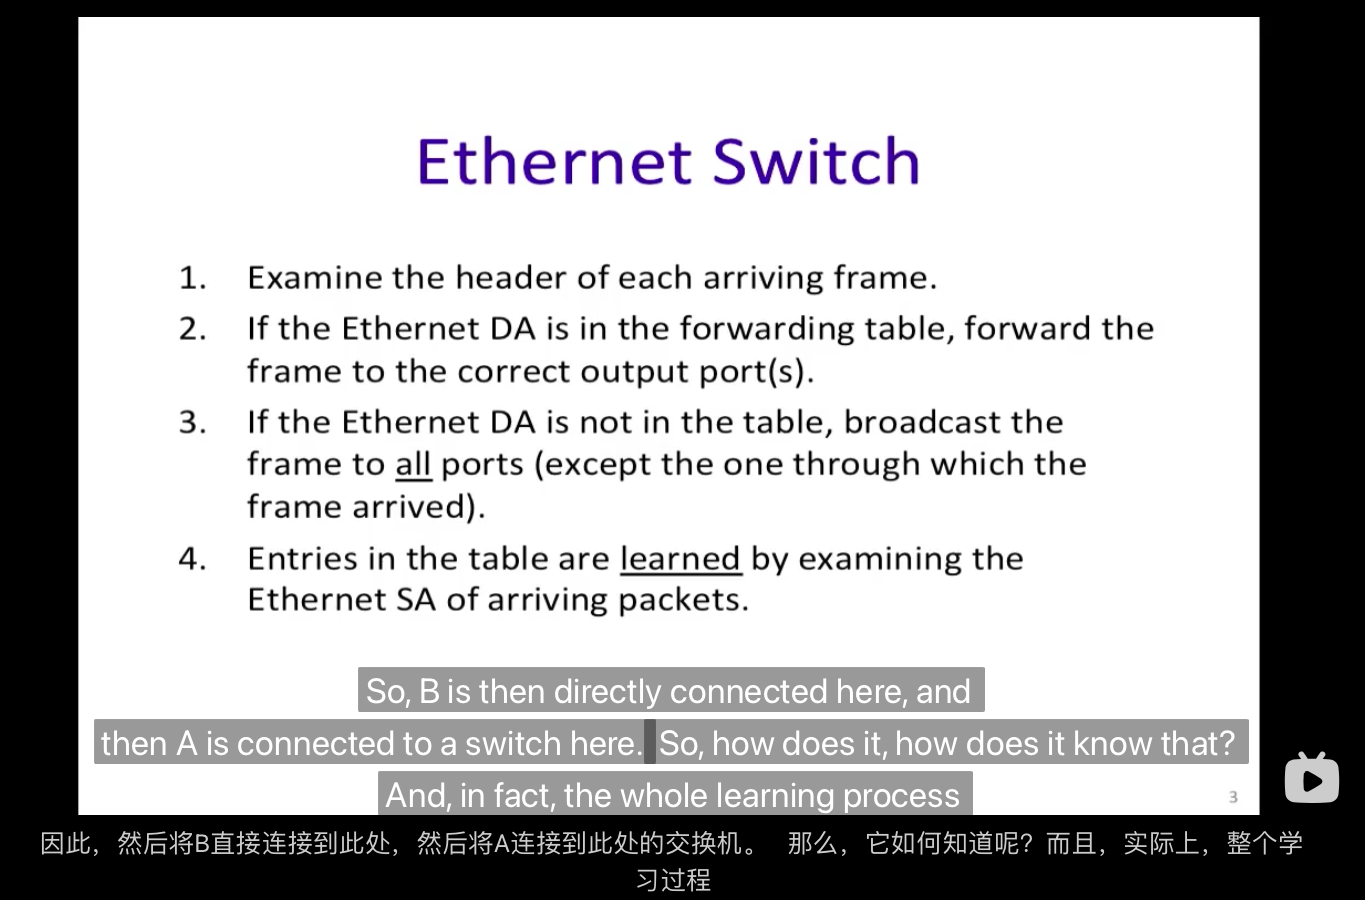 Ethernet Switch
1. Examine the header of each arriving frame.
2. If the Ethernet DA is in the forwarding table, forward the
frame to the correct output port(s).
3. If the Ethernet DA is not in the table, broadcast the
frame to all ports (except the one through which the
frame arrived).
4. Entries in the table are learned by examining the
Ethernet SA of arriving packets.
So, B is then directly connected here, and
then A is connected to a switch here. So, how does it, how does it know that?
And, in fact, the whole learning process
3
因此，然后将B直接连接到此处，然后将A连接到此处的交换机。 那么，它如何知道呢？而且，实际上，整个学
习过程